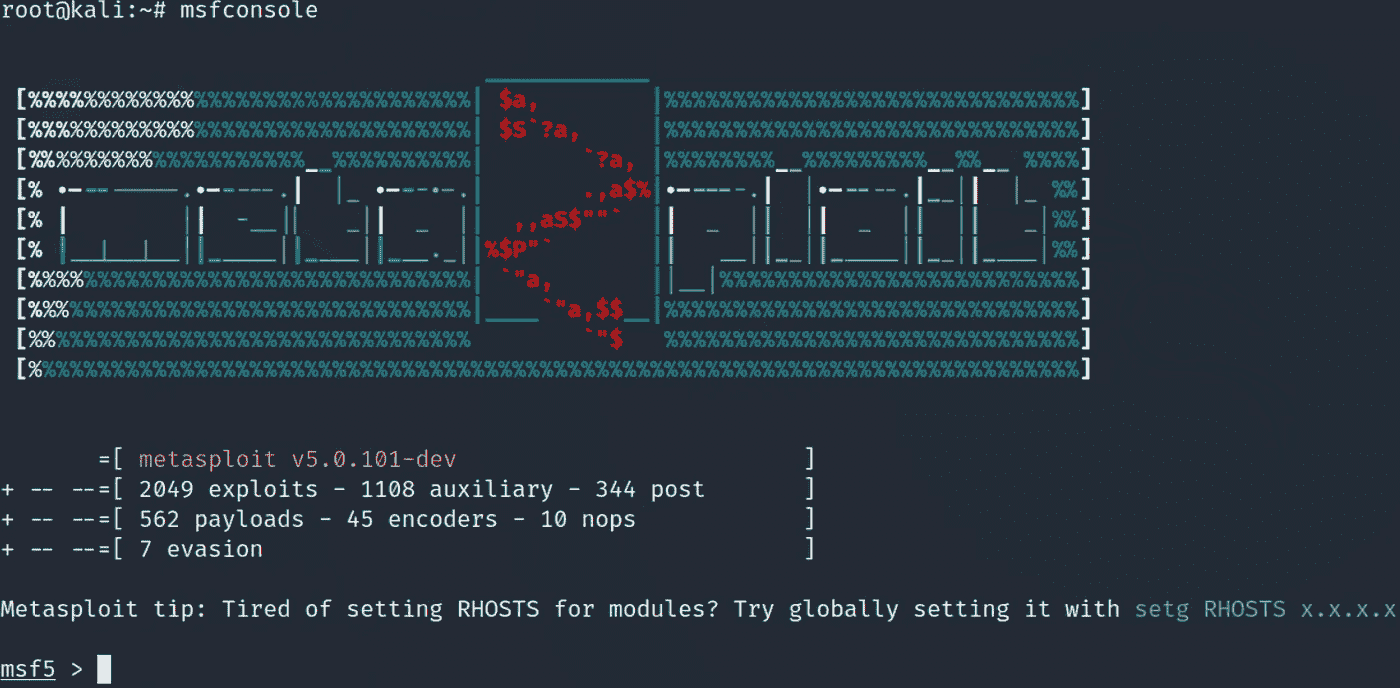 root@kali:~# msfconsole
=[ metasploit v5.0.101-dev ]
+ -- --=[ 2049 exploits - 1108 auxiliary - 344 post ]
+ -- --=[ 562 payloads - 45 encoders - 10 nops ]
+ -- --=[ 7 evasion ]
Metasploit tip: Tired of setting RHOSTS for modules? Try globally setting it with setg RHOSTS x.x.x.x
msf5 >